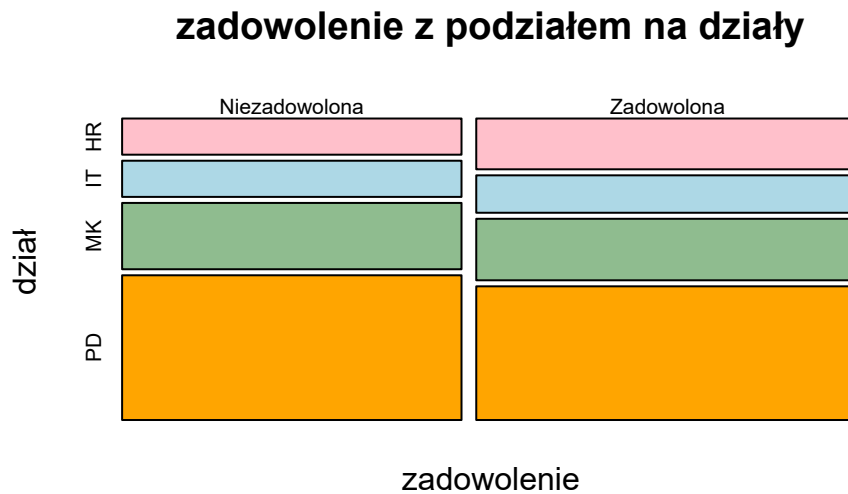 zadowolenie z podziałem na działy
Niezadowolona
Zadowolona
HR
IT
MK
PD
dział
zadowolenie